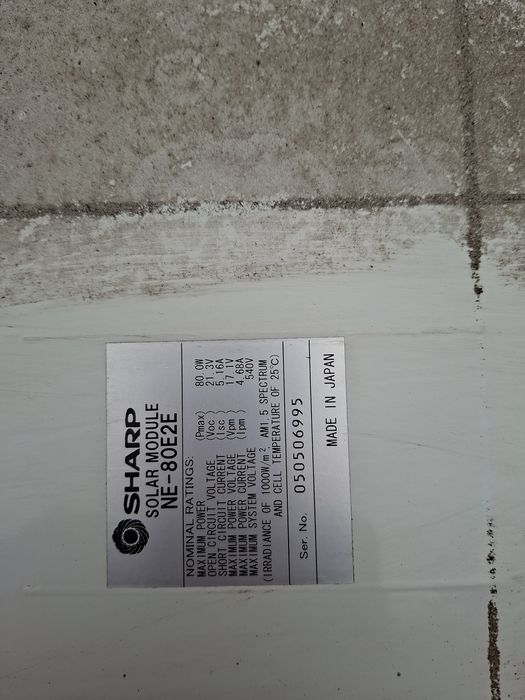 SHARP
SOLAR MODULE
NE-80E2E
NOMINAL RATINGS:
MAXIMUM POWER (Pmax) 80.0W
OPEN CIRCUIT VOLTAGE (Voc) 21.3V
SHORT CIRCUIT CURRENT (Isc) 5.16A
MAXIMUM POWER VOLTAGE (Vpm) 17.1V
MAXIMUM POWER CURRENT (Ipm) 4.68A
MAXIMUM SYSTEM VOLTAGE 540V
(IRRADIANCE OF 1000W/m² AM1.5 SPECTRUM
AND CELL TEMPERATURE OF 25℃)
Ser. No. 050506995
MADE IN JAPAN